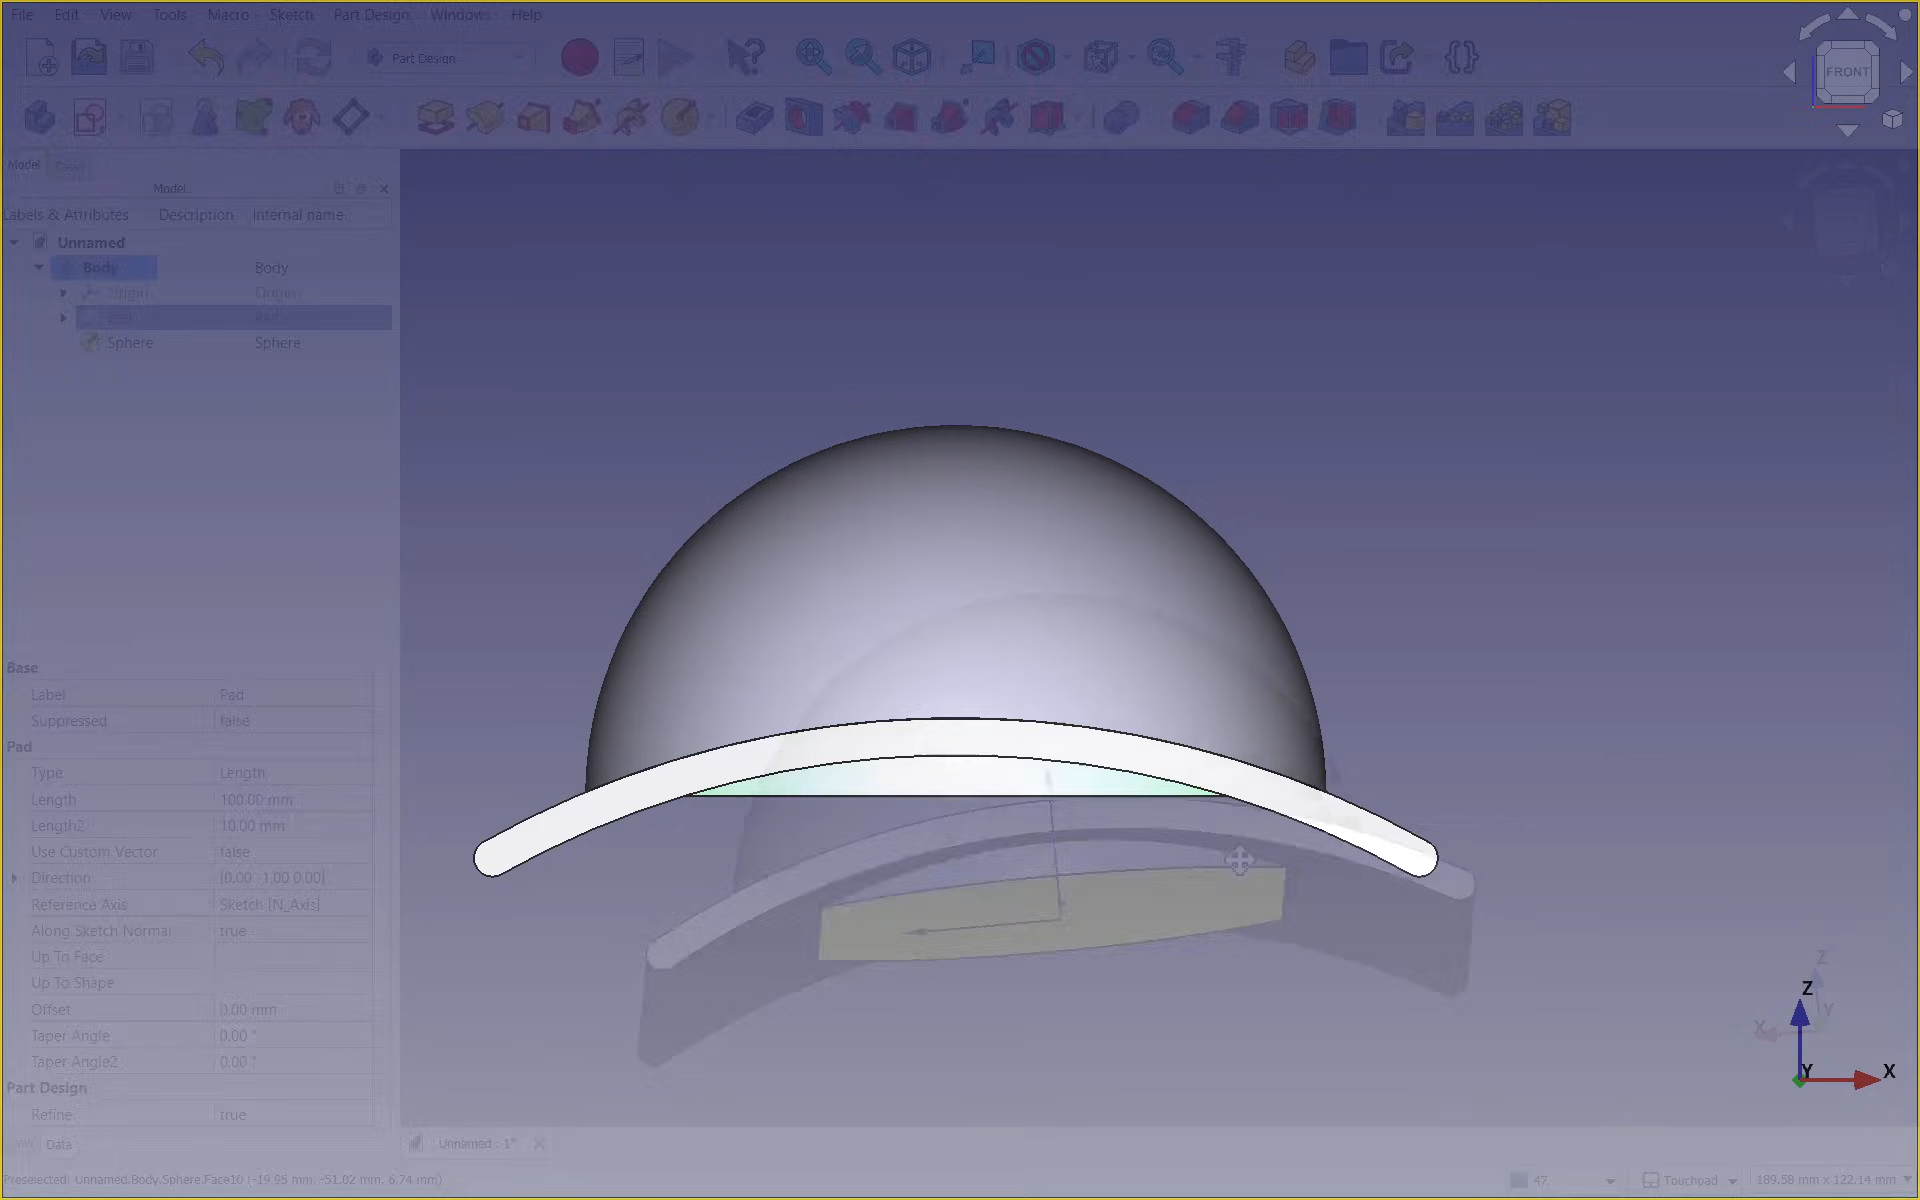 File Edit View Tools Macro Sketch Part Design Windows Help
Part Design
FRONT
Model
Model
Labels & Attributes Description Internal name
Unnamed
Body Body
Origin Origin
Sphere Sphere
Base
Label Pad
Suppressed false
Pad
Type Length
Length 100.00 mm
Length2 10.00 mm
Use Custom Vector false
Direction [0.00 -1.00 0.00]
Reference Axis Sketch [N_Axis]
Along Sketch Normal true
Up To Face
Up To Shape
Offset 0.00 mm
Taper Angle 0.00 °
Taper Angle2 0.00 °
Part Design
Refine true
Data
Unnamed : 1*
Z
Y
X
Z
Y
X
Preselected: Unnamed.Body.Sphere.Face10 (-19.95 mm, -51.02 mm, 6.74 mm)
Touchpad
189.58 mm x 122.14 mm